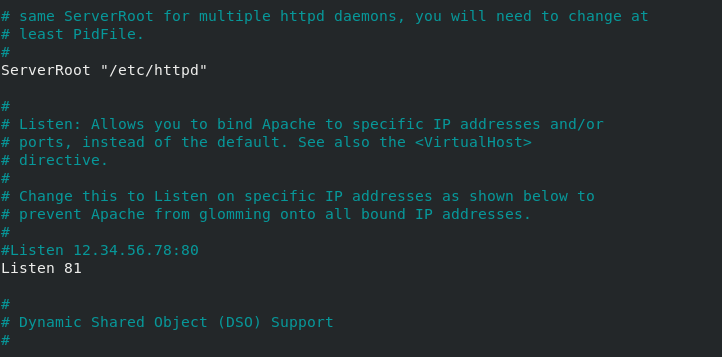 # same ServerRoot for multiple httpd daemons, you will need to change at
# least PidFile.
#
ServerRoot "/etc/httpd"
#
# Listen: Allows you to bind Apache to specific IP addresses and/or
# ports, instead of the default. See also the <VirtualHost>
# directive.
#
# Change this to Listen on specific IP addresses as shown below to
# prevent Apache from glomming onto all bound IP addresses.
#
#Listen 12.34.56.78:80
Listen 81
#
# Dynamic Shared Object (DSO) Support
#